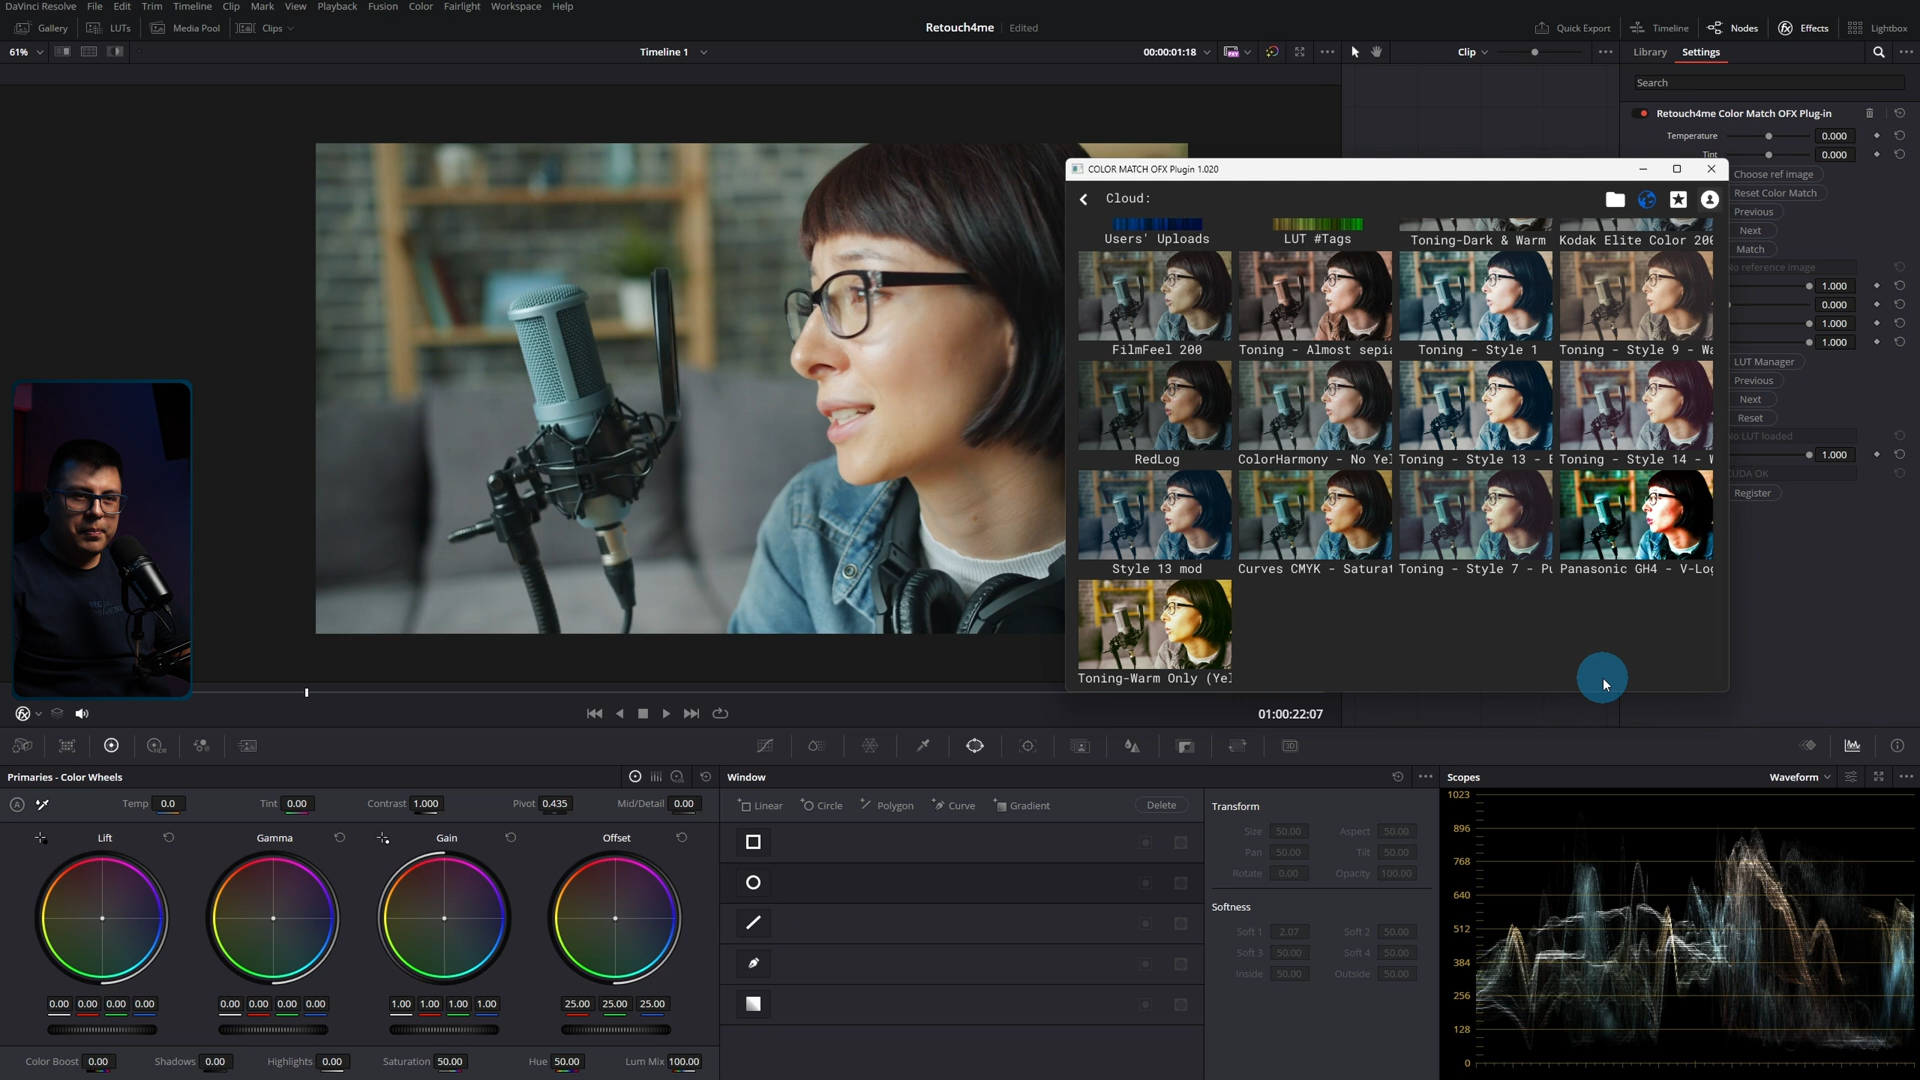 DaVinci Resolve File Edit Trim Timeline Clip Mark View Playback Fusion Color Fairlight Workspace Help
Gallery LUTs Media Pool Clips Retouch4me Edited Quick Export Timeline Nodes Effects Lightbox
61% Timeline 1 00:00:01:18 Clip Library Settings
Search
Retouch4me Color Match OFX Plug-in
Temperature 0.000
Tint 0.000
COLOR MATCH OFX Plugin 1.020
Choose ref image
Cloud:
Reset Color Match
Previous
Next
Users' Uploads LUT #Tags Toning-Dark & Warm Kodak Elite Color 200
Match
No reference image
1.000
0.000
1.000
1.000
FilmFeel 200 Toning - Almost sepia Toning - Style 1 Toning - Style 9 - Wa
LUT Manager
Previous
Next
Reset
No LUT loaded
1.000
RedLog ColorHarmony - No Yel Toning - Style 13 - B Toning - Style 14 - W
CUDA OK
Register
Style 13 mod Curves CMYK - Saturat Toning - Style 7 - Pu Panasonic GH4 - V-Log
Toning-Warm Only (Yel
01:00:22:07
Primaries - Color Wheels
Temp 0.0 Tint 0.00 Contrast 1.000 Pivot 0.435 Mid/Detail 0.00
Lift Gamma Gain Offset
0.00 0.00 0.00 0.00 0.00 0.00 0.00 0.00 1.00 1.00 1.00 1.00 25.00 25.00 25.00
Color Boost 0.00 Shadows 0.00 Highlights 0.00 Saturation 50.00 Hue 50.00 Lum Mix 100.00
Window
Linear Circle Polygon Curve Gradient Delete
Transform
Size 50.00 Aspect 50.00
Pan 50.00 Tilt 50.00
Rotate 0.00 Opacity 100.00
Softness
Soft 1 2.07 Soft 2 50.00
Soft 3 50.00 Soft 4 50.00
Inside 50.00 Outside 50.00
Scopes Waveform
1023
896
768
640
512
384
256
128
0